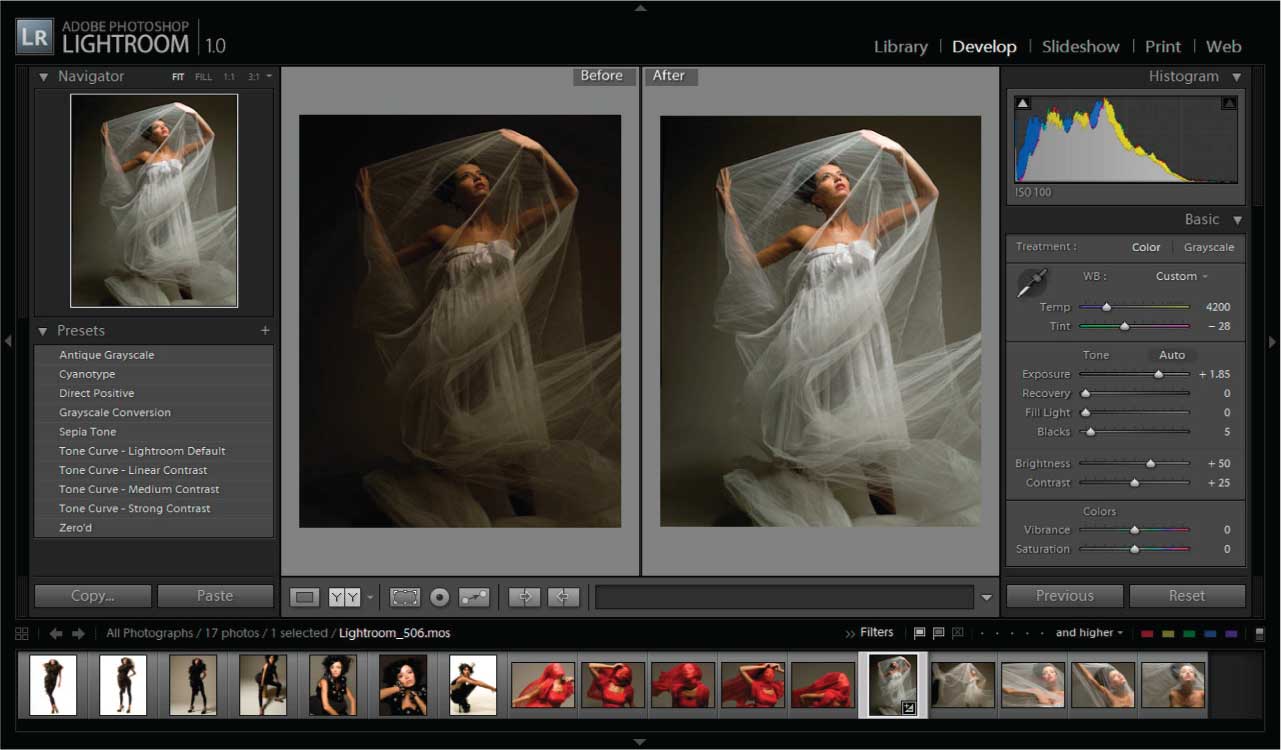 LR ADOBE PHOTOSHOP
LIGHTROOM 1.0
Library | Develop | Slideshow | Print | Web
Navigator FIT FILL 1:1 3:1
Before
After
Histogram
ISO 100
Presets +
Antique Grayscale
Cyanotype
Direct Positive
Grayscale Conversion
Sepia Tone
Tone Curve - Lightroom Default
Tone Curve - Linear Contrast
Tone Curve - Medium Contrast
Tone Curve - Strong Contrast
Zero'd
Copy... Paste
Basic
Treatment : Color | Grayscale
WB : Custom
Temp 4200
Tint – 28
Tone Auto
Exposure + 1.85
Recovery 0
Fill Light 0
Blacks 5
Brightness + 50
Contrast + 25
Colors
Vibrance 0
Saturation 0
YY
Previous Reset
All Photographs / 17 photos / 1 selected / Lightroom_506.mos
Filters
and higher